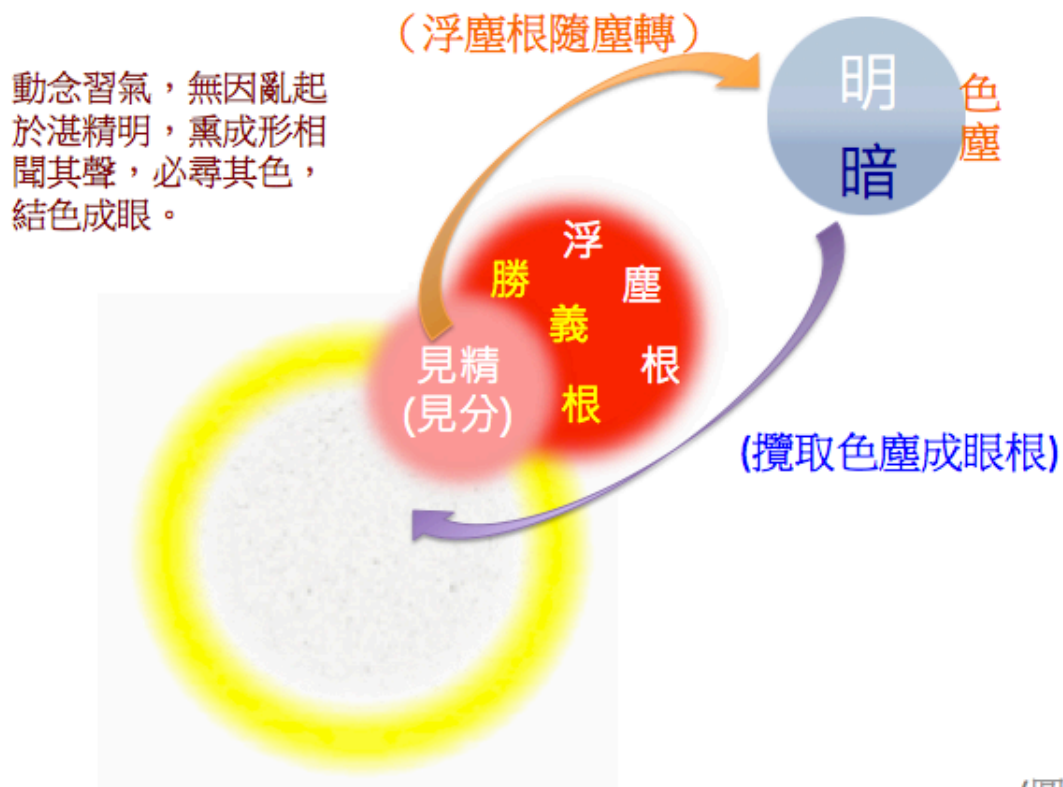 （浮塵根隨塵轉）
動念習氣，無因亂起
於湛精明，熏成形相
聞其聲，必尋其色，
結色成眼。
明
暗
色
塵
浮
塵
根
勝
義
根
見精
(見分)
(攬取色塵成眼根)